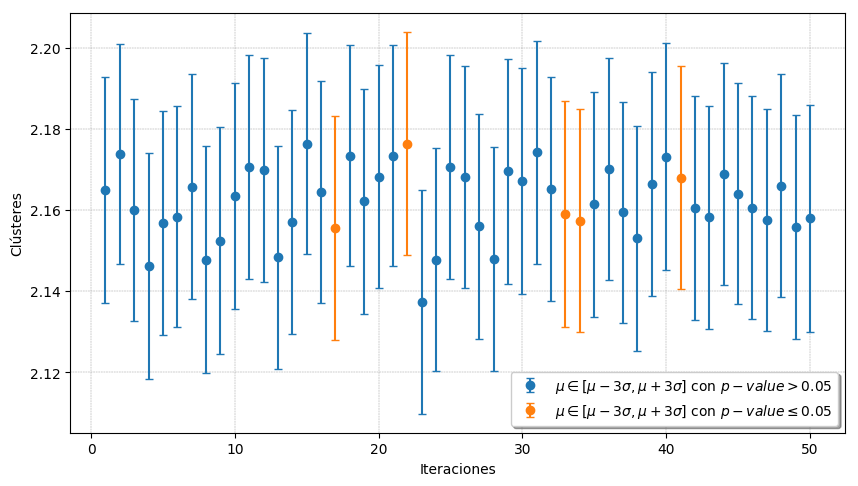 2.20
2.18
2.16
2.14
2.12
Clústeres
0 10 20 30 40 50
Iteraciones
μ ∈ [μ − 3σ, μ + 3σ] con p − value > 0.05
μ ∈ [μ − 3σ, μ + 3σ] con p − value ≤ 0.05